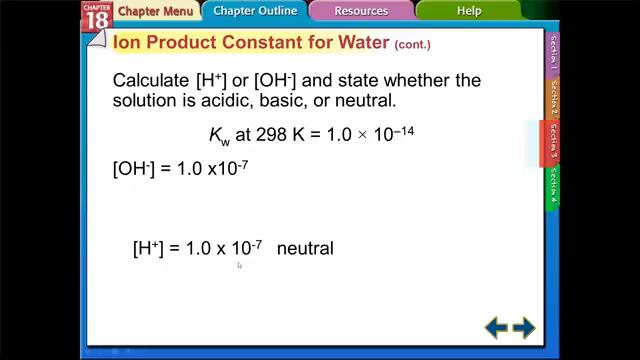 CHAPTER
18
Chapter Menu
Chapter Outline
Resources
Help
Ion Product Constant for Water (cont.)
Calculate [H⁺] or [OH⁻] and state whether the
solution is acidic, basic, or neutral.
K_w at 298 K = 1.0 × 10⁻¹⁴
[OH⁻] = 1.0 x10⁻⁷
[H⁺] = 1.0 x 10⁻⁷ neutral
Section 1
Section 2
Section 3
Section 4